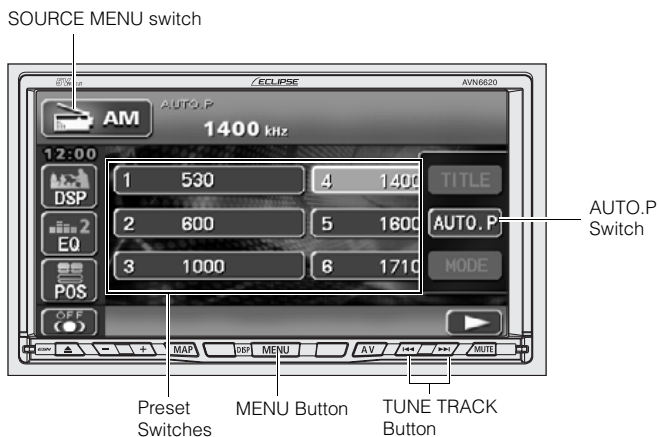 SOURCE MENU switch
ECLIPSE
AVN6620
AM
AUTO.P
1400 kHz
12:00
1 530
4 1400
TITLE
DSP
2 600
5 1600
AUTO.P
EQ
2
3 1000
6 1710
MODE
POS
OFF
AUTO.P
Switch
- +
MAP
DISP
MENU
AV
MUTE
Preset
Switches
MENU Button
TUNE TRACK
Button